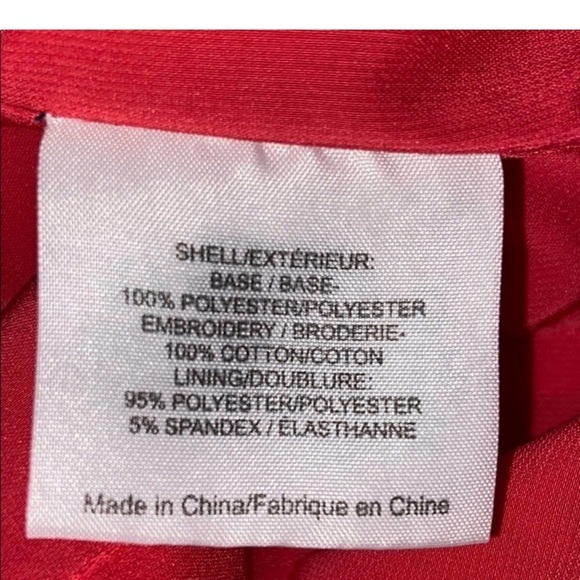 SHELL/EXTÉRIEUR:
BASE / BASE-
100% POLYESTER/POLYESTER
EMBROIDERY / BRODERIE-
100% COTTON/COTON
LINING/DOUBLURE:
95% POLYESTER/POLYESTER
5% SPANDEX / ÉLASTHANNE
Made in China/Fabrique en Chine